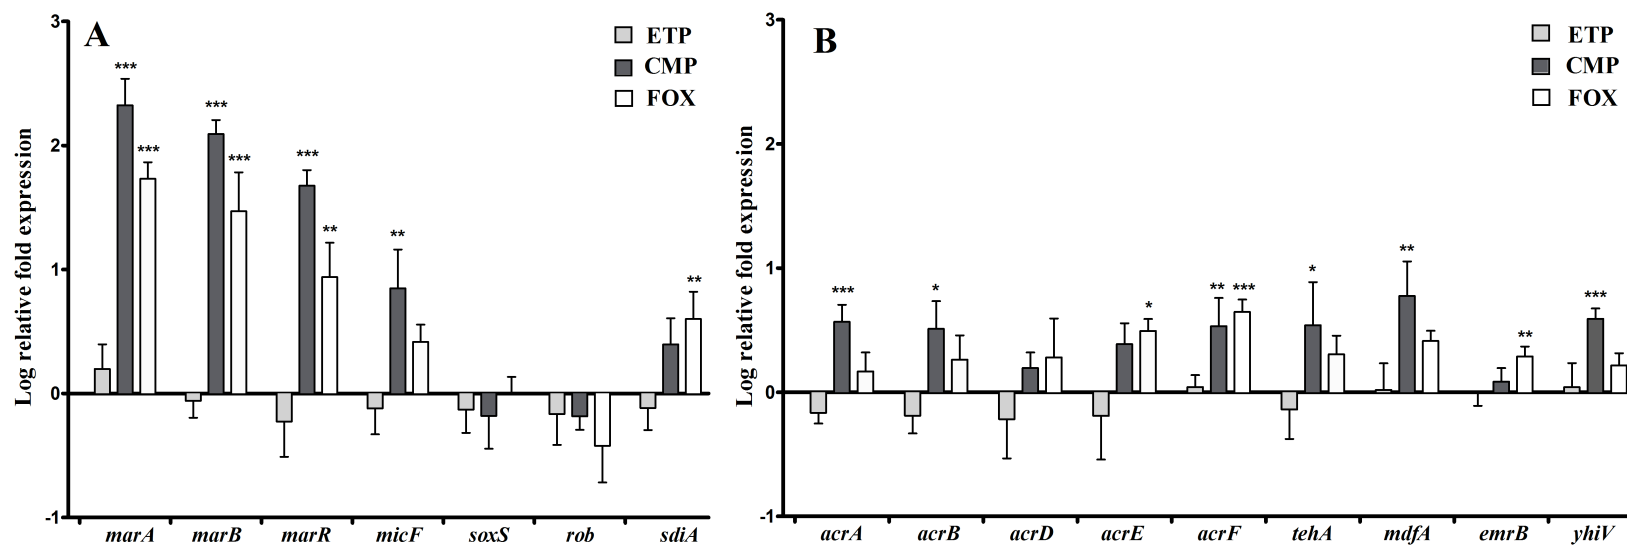 A
ETP
CMP
FOX
Log relative fold expression
3
2
1
0
-1
***
***
***
***
***
**
**
**
marA
marB
marR
micF
soxS
rob
sdiA
B
ETP
CMP
FOX
Log relative fold expression
3
2
1
0
-1
***
*
*
**
***
*
**
**
***
acrA
acrB
acrD
acrE
acrF
tehA
mdfA
emrB
yhiV